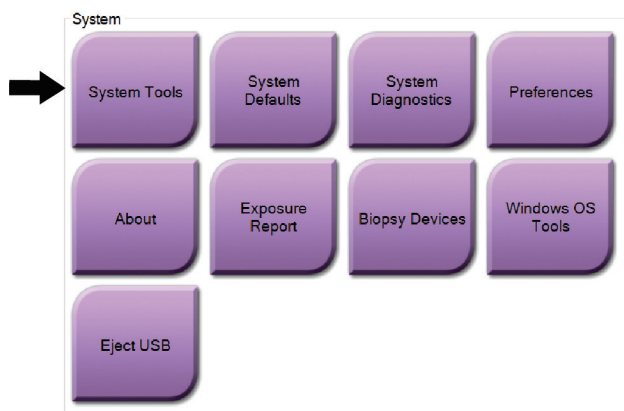 System
System Tools
System
Defaults
System
Diagnostics
Preferences
About
Exposure
Report
Biopsy Devices
Windows OS
Tools
Eject USB